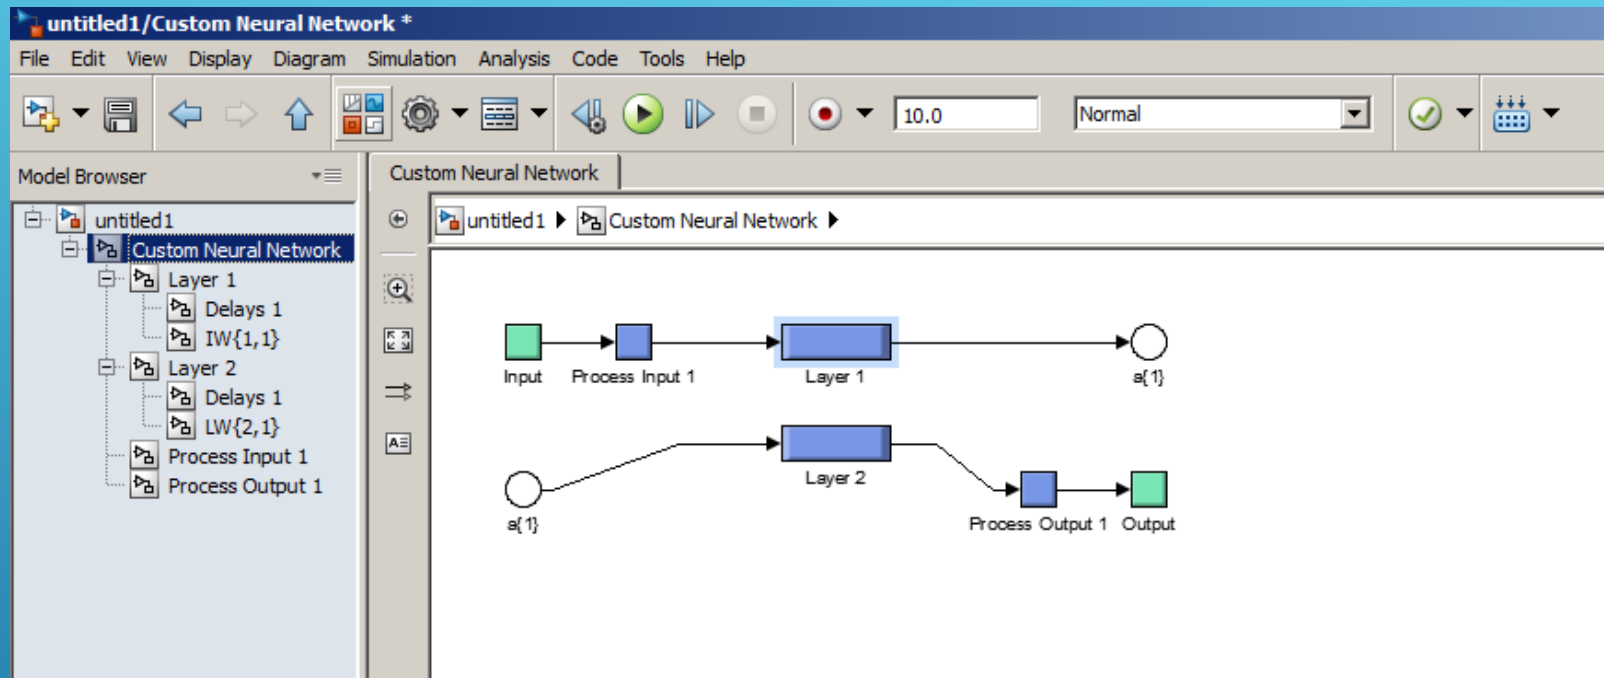 untitled1/Custom Neural Network *
File Edit View Display Diagram Simulation Analysis Code Tools Help
10.0 Normal
Model Browser
Custom Neural Network
untitled1
Custom Neural Network
Layer 1
Delays 1
IW{1,1}
Layer 2
Delays 1
LW{2,1}
Process Input 1
Process Output 1
untitled1 Custom Neural Network
Input Process Input 1 Layer 1 a{1}
Layer 2
a{1} Process Output 1 Output